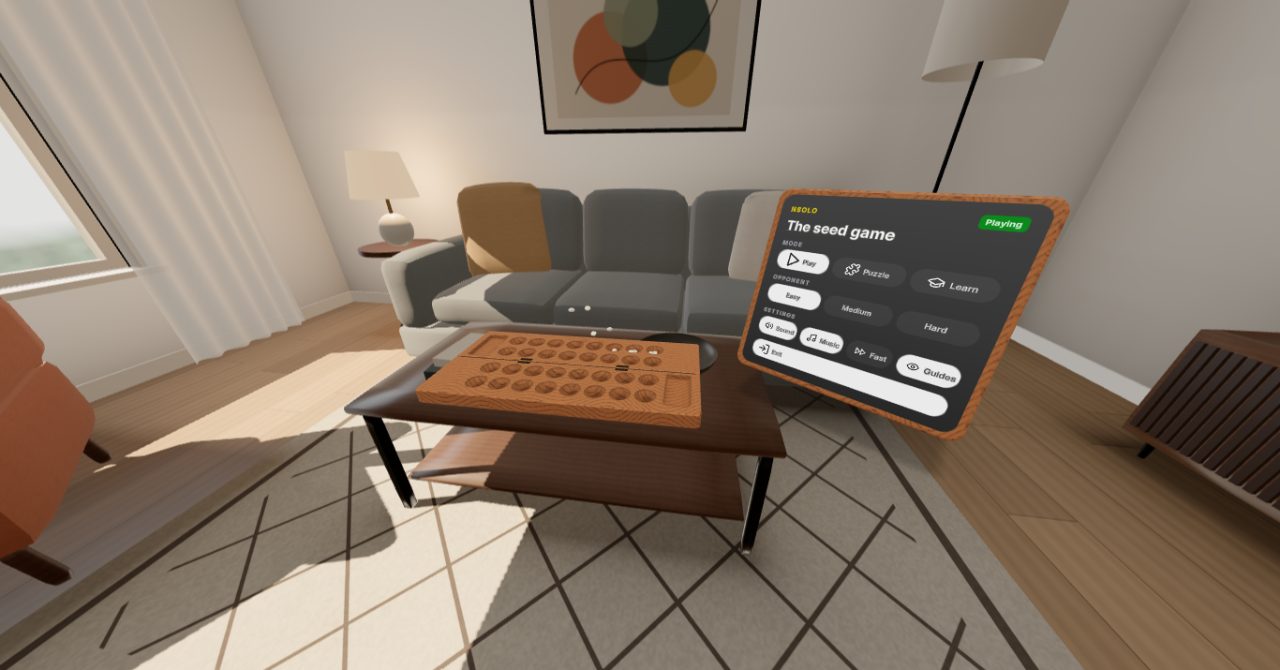 NSOLO
Playing
The seed game
MODE
Play
Puzzle
Learn
OPPONENT
Easy
Medium
Hard
SETTINGS
Sound
Music
Fast
Guides
Exit